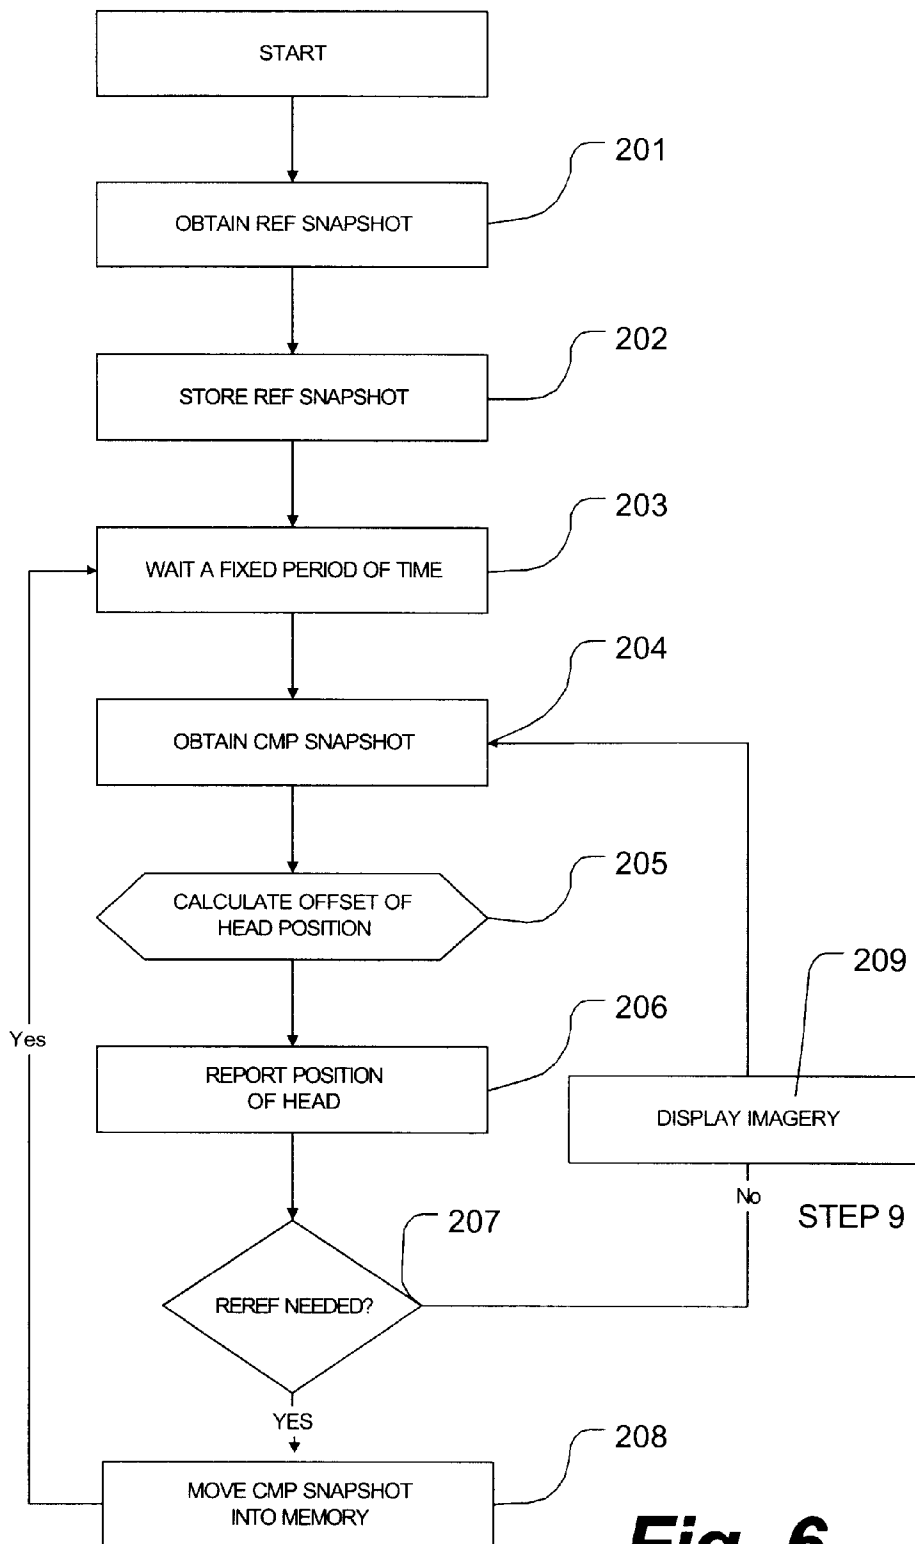 START
201
OBTAIN REF SNAPSHOT
202
STORE REF SNAPSHOT
203
WAIT A FIXED PERIOD OF TIME
204
OBTAIN CMP SNAPSHOT
205
CALCULATE OFFSET OF
HEAD POSITION
209
206
Yes
REPORT POSITION
OF HEAD
DISPLAY IMAGERY
No
STEP 9
207
REREF NEEDED?
YES
208
MOVE CMP SNAPSHOT
INTO MEMORY
Fig. 6